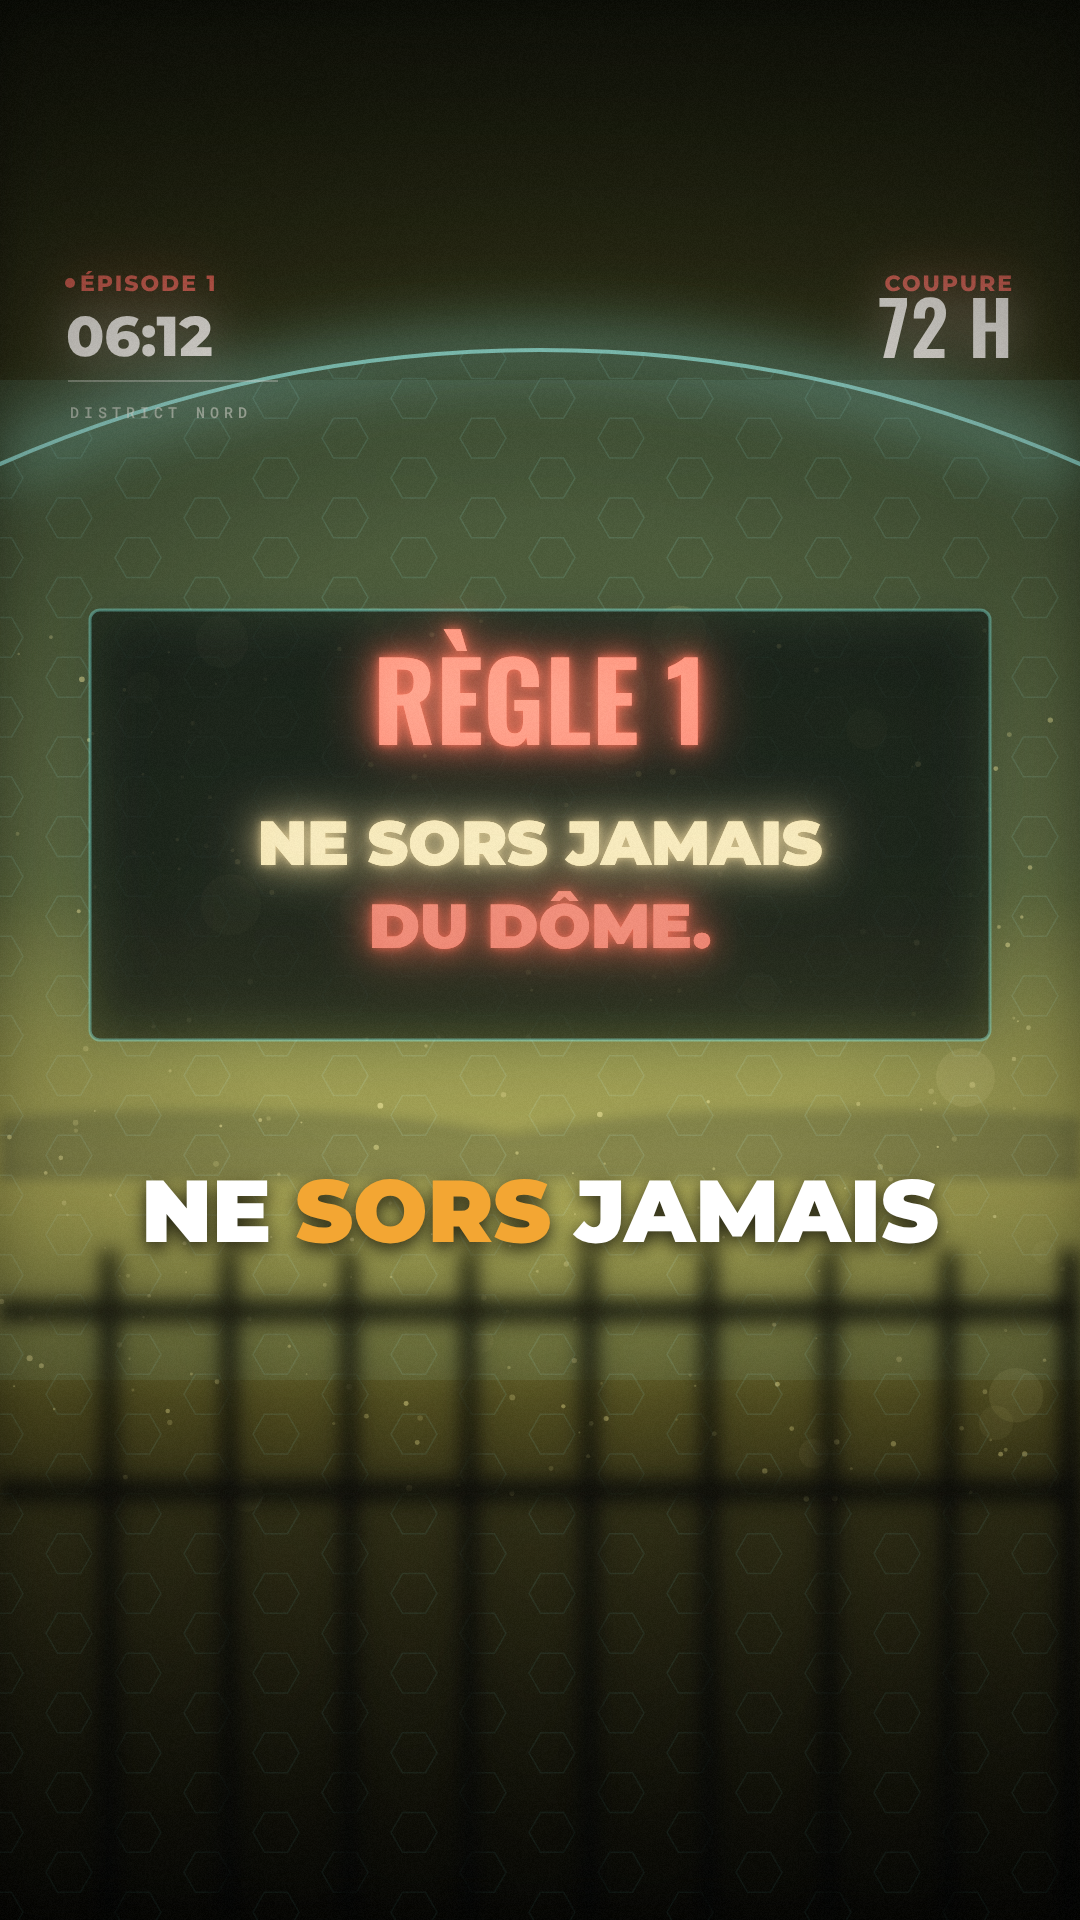 ÉPISODE 1
06:12
DISTRICT NORD
COUPURE
72 H
RÈGLE 1
NE SORS JAMAIS
DU DÔME.
NE SORS JAMAIS